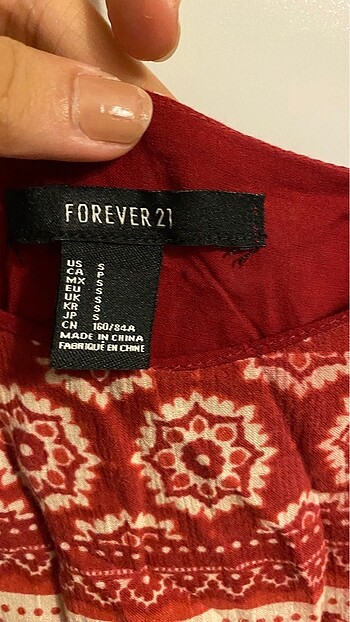 FOREVER 21
US S
CA P
MX S
EU S
UK S
KR S
JP S
CN 160/84A
MADE IN CHINA
FABRIQUÉ EN CHINE